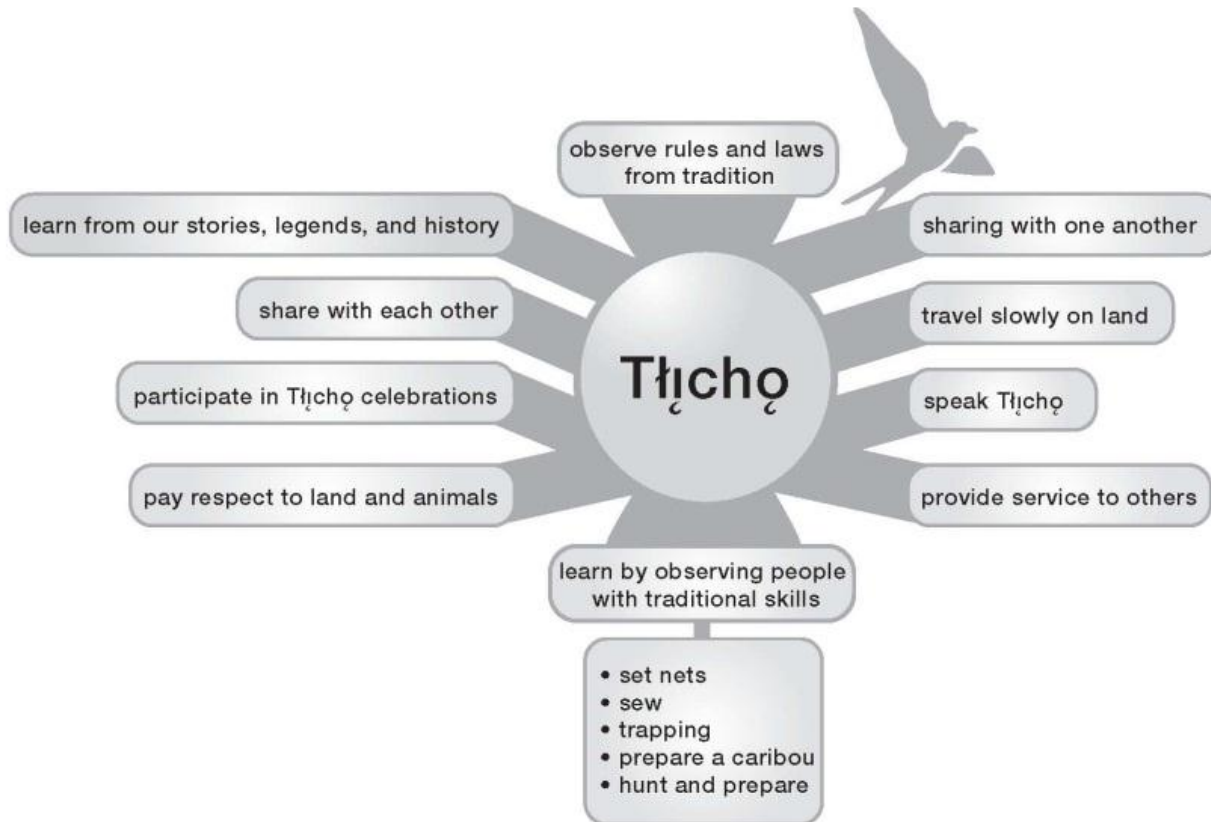 observe rules and laws
from tradition
learn from our stories, legends, and history
sharing with one another
share with each other
travel slowly on land
Tłı̨chǫ
participate in Tłı̨chǫ celebrations
speak Tłı̨chǫ
pay respect to land and animals
provide service to others
learn by observing people
with traditional skills
• set nets
• sew
• trapping
• prepare a caribou
• hunt and prepare